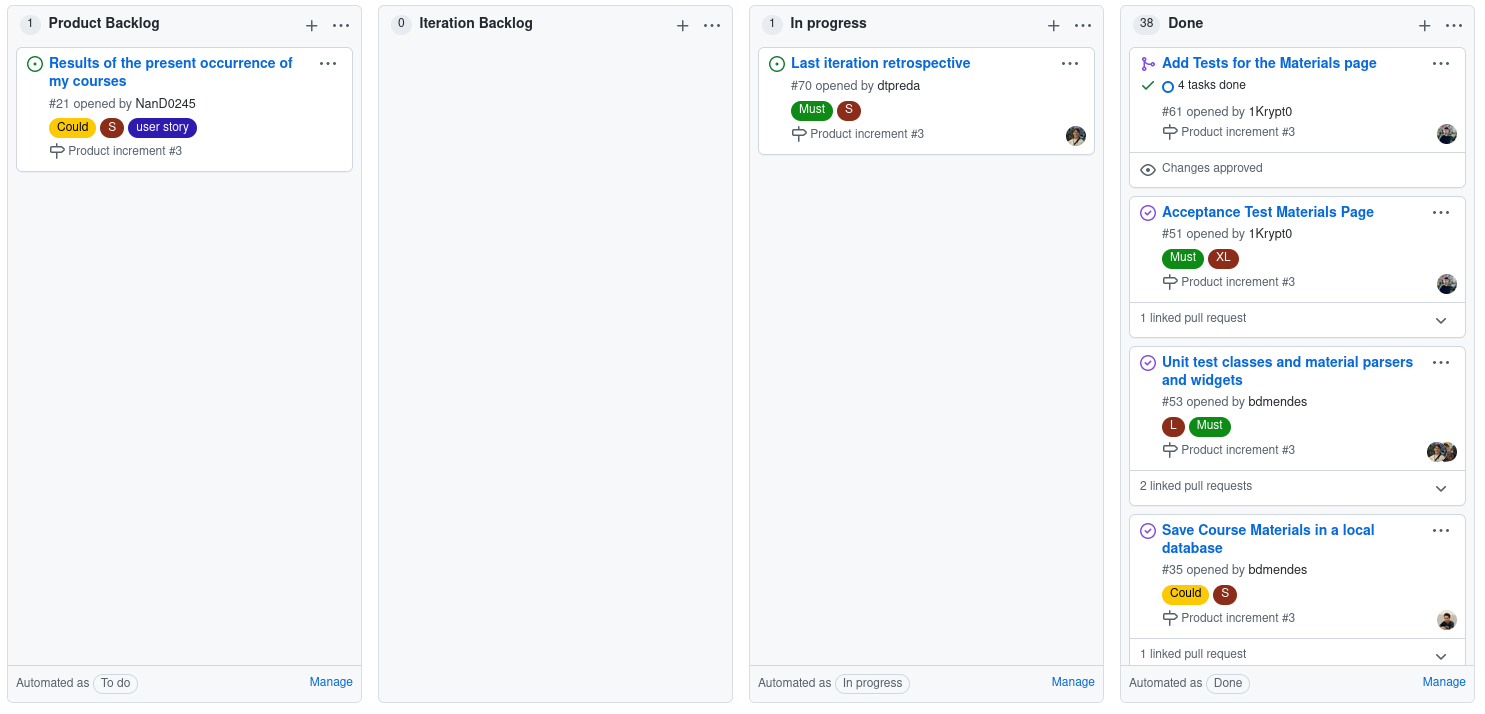 1 Product Backlog
Results of the present occurrence of
my courses
#21 opened by NanD0245
Could S user story
Product increment #3
Automated as To do Manage
0 Iteration Backlog
1 In progress
Last iteration retrospective
#70 opened by dtpreda
Must S
Product increment #3
Automated as In progress Manage
38 Done
Add Tests for the Materials page
4 tasks done
#61 opened by 1Krypt0
Product increment #3
Changes approved
Acceptance Test Materials Page
#51 opened by 1Krypt0
Must XL
Product increment #3
1 linked pull request
Unit test classes and material parsers
and widgets
#53 opened by bdmendes
L Must
Product increment #3
2 linked pull requests
Save Course Materials in a local
database
#35 opened by bdmendes
Could S
Product increment #3
1 linked pull request
Automated as Done Manage